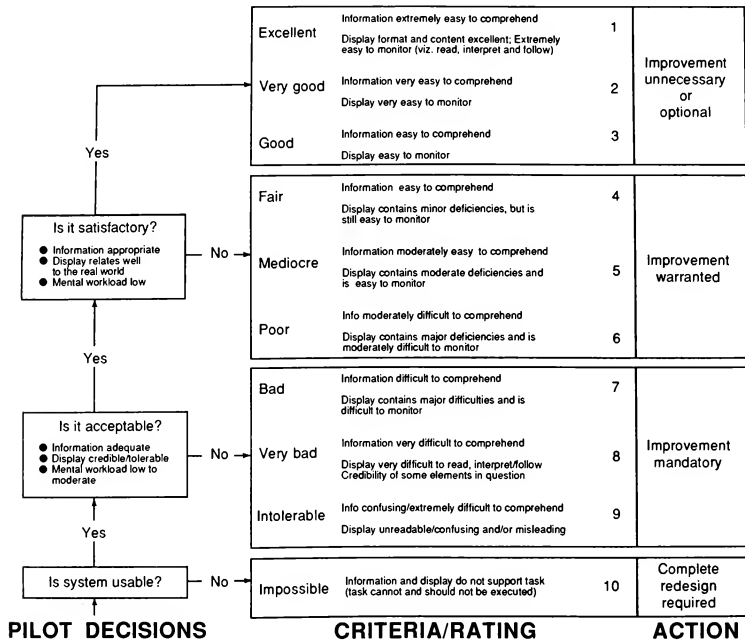 Excellent
Information extremely easy to comprehend
Display format and content excellent; Extremely
easy to monitor (viz. read, interpret and follow)
1
Very good
Information very easy to comprehend
Display very easy to monitor
2
Good
Information easy to comprehend
Display easy to monitor
3
Improvement
unnecessary
or
optional
Yes
Is it satisfactory?
● Information appropriate
● Display relates well
to the real world
● Mental workload low
No
Fair
Information easy to comprehend
Display contains minor deficiencies, but is
still easy to monitor
4
Mediocre
Information moderately easy to comprehend
Display contains moderate deficiencies and
is easy to monitor
5
Poor
Info moderately difficult to comprehend
Display contains major deficiencies and is
moderately difficult to monitor
6
Improvement
warranted
Yes
Is it acceptable?
● Information adequate
● Display credible/tolerable
● Mental workload low to
moderate
No
Bad
Information difficult to comprehend
Display contains major difficulties and is
difficult to monitor
7
Very bad
Information very difficult to comprehend
Display very difficult to read, interpret/follow
Credibility of some elements in question
8
Intolerable
Info confusing/extremely difficult to comprehend
Display unreadable/confusing and/or misleading
9
Improvement
mandatory
Yes
Is system usable?
No
Impossible
Information and display do not support task
(task cannot and should not be executed)
10
Complete
redesign
required
PILOT DECISIONS
CRITERIA/RATING
ACTION